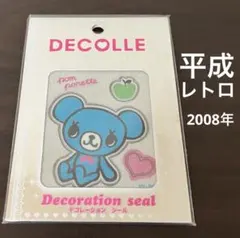 DECOLLE
平成
レトロ
2008年
from
Decoration seal
デコレーション シール